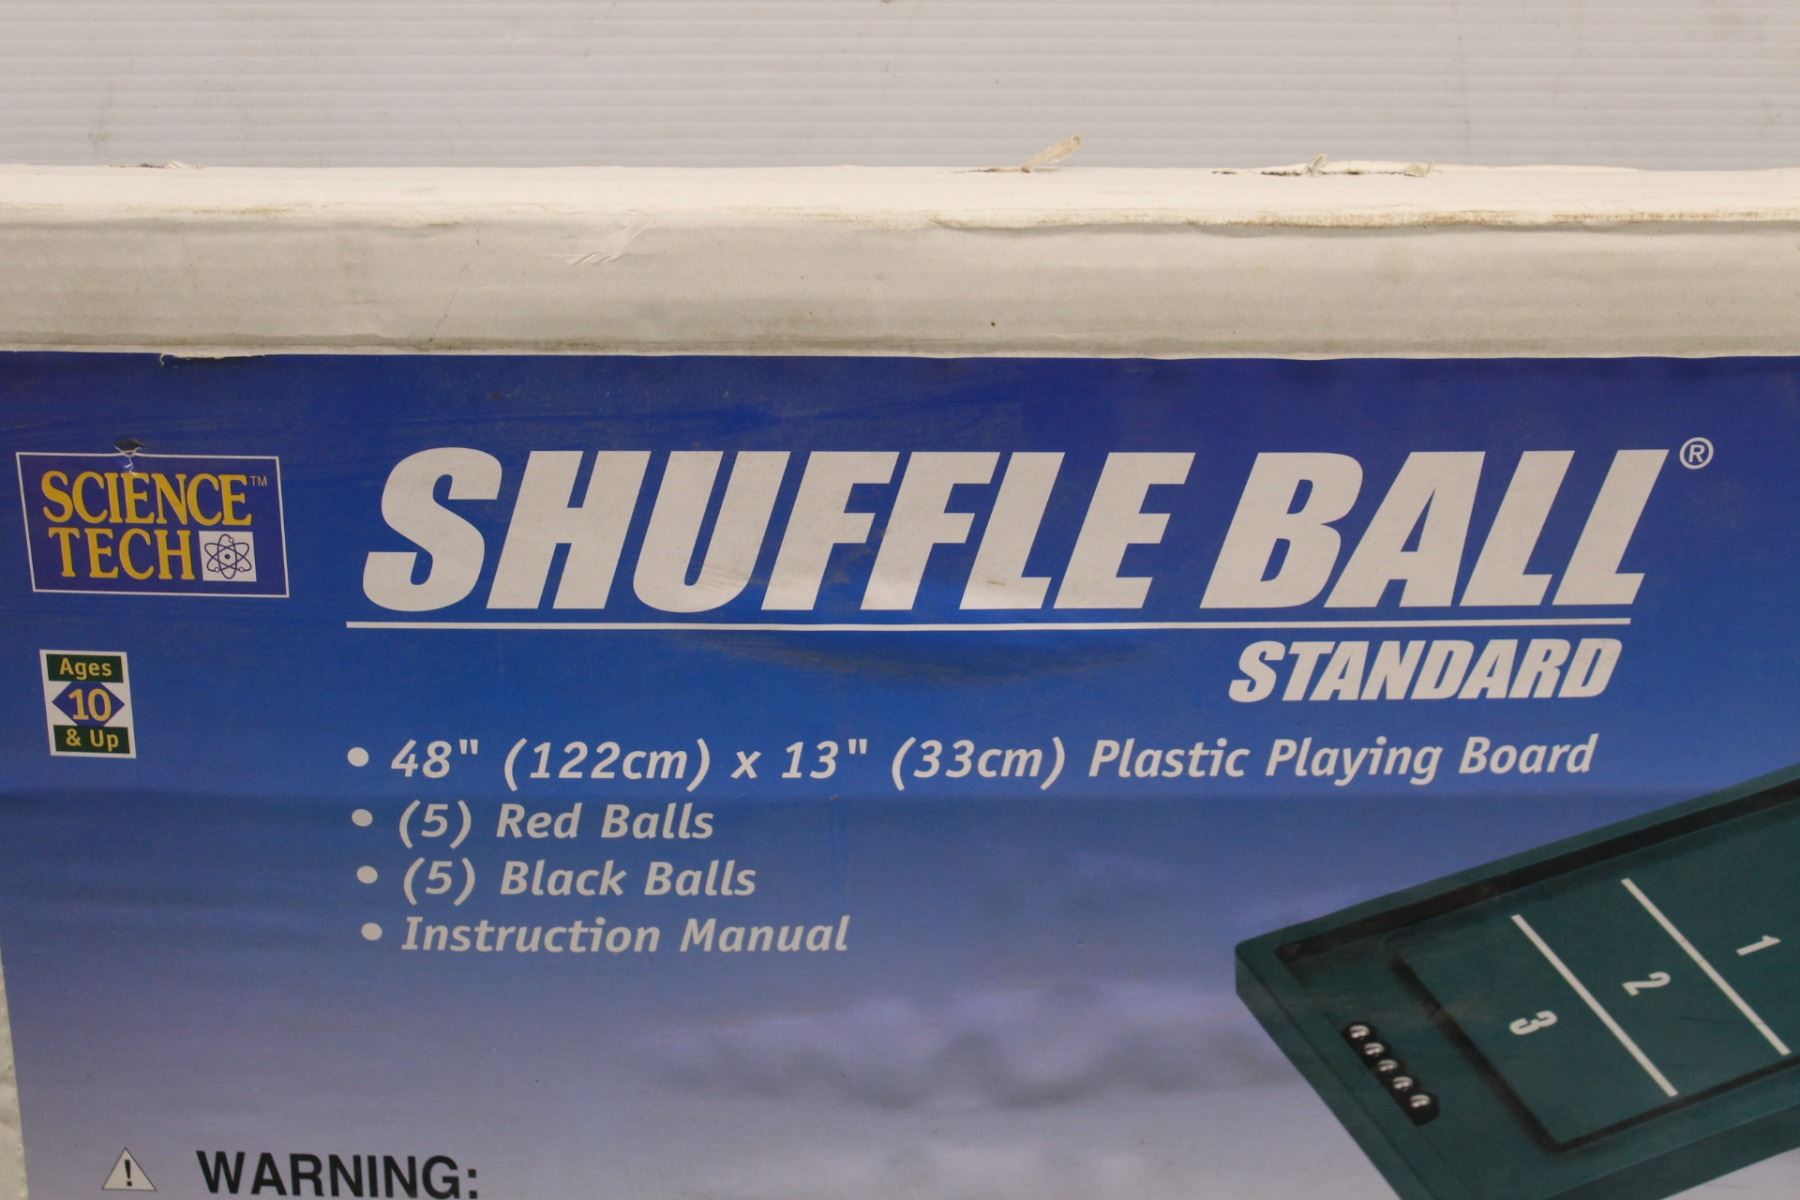 SCIENCE™
TECH
SHUFFLE BALL®
STANDARD
Ages
10
& Up
• 48" (122cm) x 13" (33cm) Plastic Playing Board
• (5) Red Balls
• (5) Black Balls
• Instruction Manual
1
2
3
! WARNING: